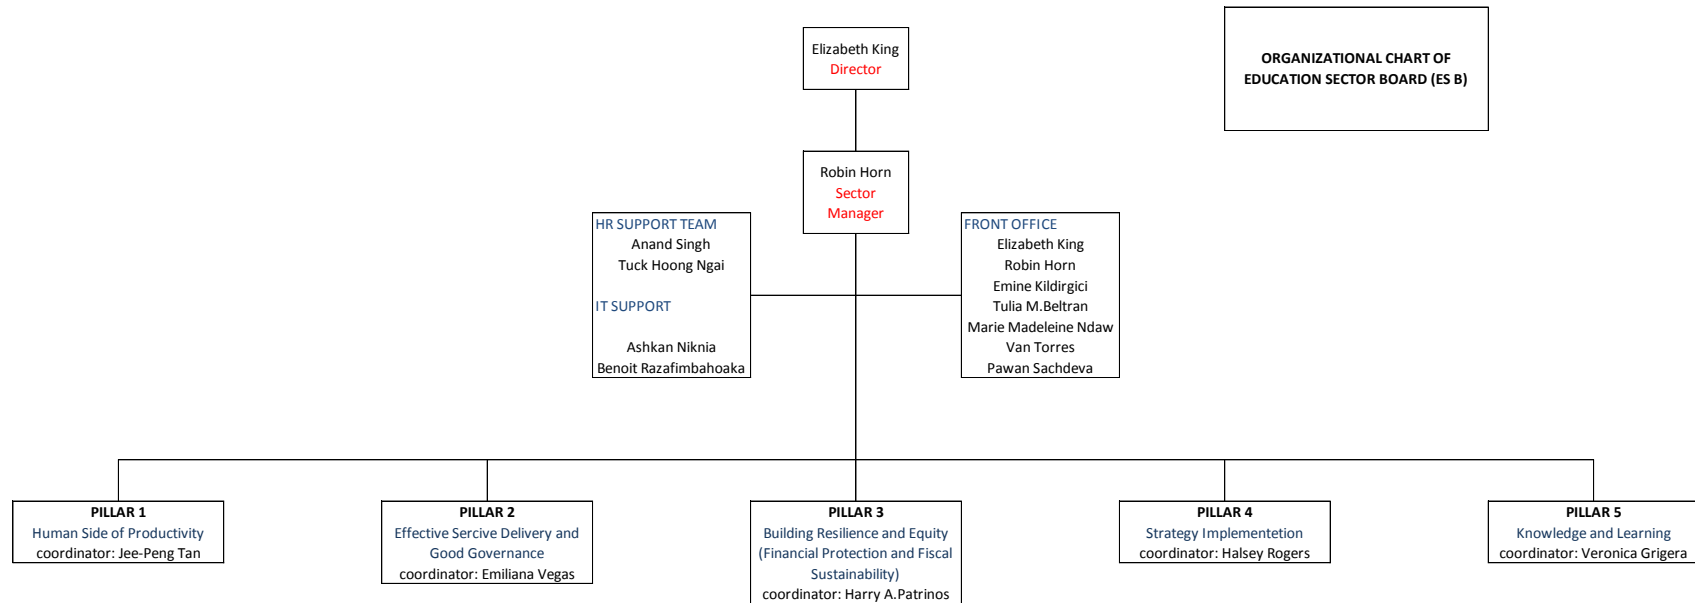 Elizabeth King
Director
ORGANIZATIONAL CHART OF
EDUCATION SECTOR BOARD (ES B)
Robin Horn
Sector
Manager
HR SUPPORT TEAM
Anand Singh
Tuck Hoong Ngai
IT SUPPORT
Ashkan Niknia
Benoit Razafimbahoaka
FRONT OFFICE
Elizabeth King
Robin Horn
Emine Kildirgici
Tulia M.Beltran
Marie Madeleine Ndaw
Van Torres
Pawan Sachdeva
PILLAR 1
Human Side of Productivity
coordinator: Jee-Peng Tan
PILLAR 2
Effective Sercive Delivery and
Good Governance
coordinator: Emiliana Vegas
PILLAR 3
Building Resilience and Equity
(Financial Protection and Fiscal
Sustainability)
coordinator: Harry A.Patrinos
PILLAR 4
Strategy Implementetion
coordinator: Halsey Rogers
PILLAR 5
Knowledge and Learning
coordinator: Veronica Grigera